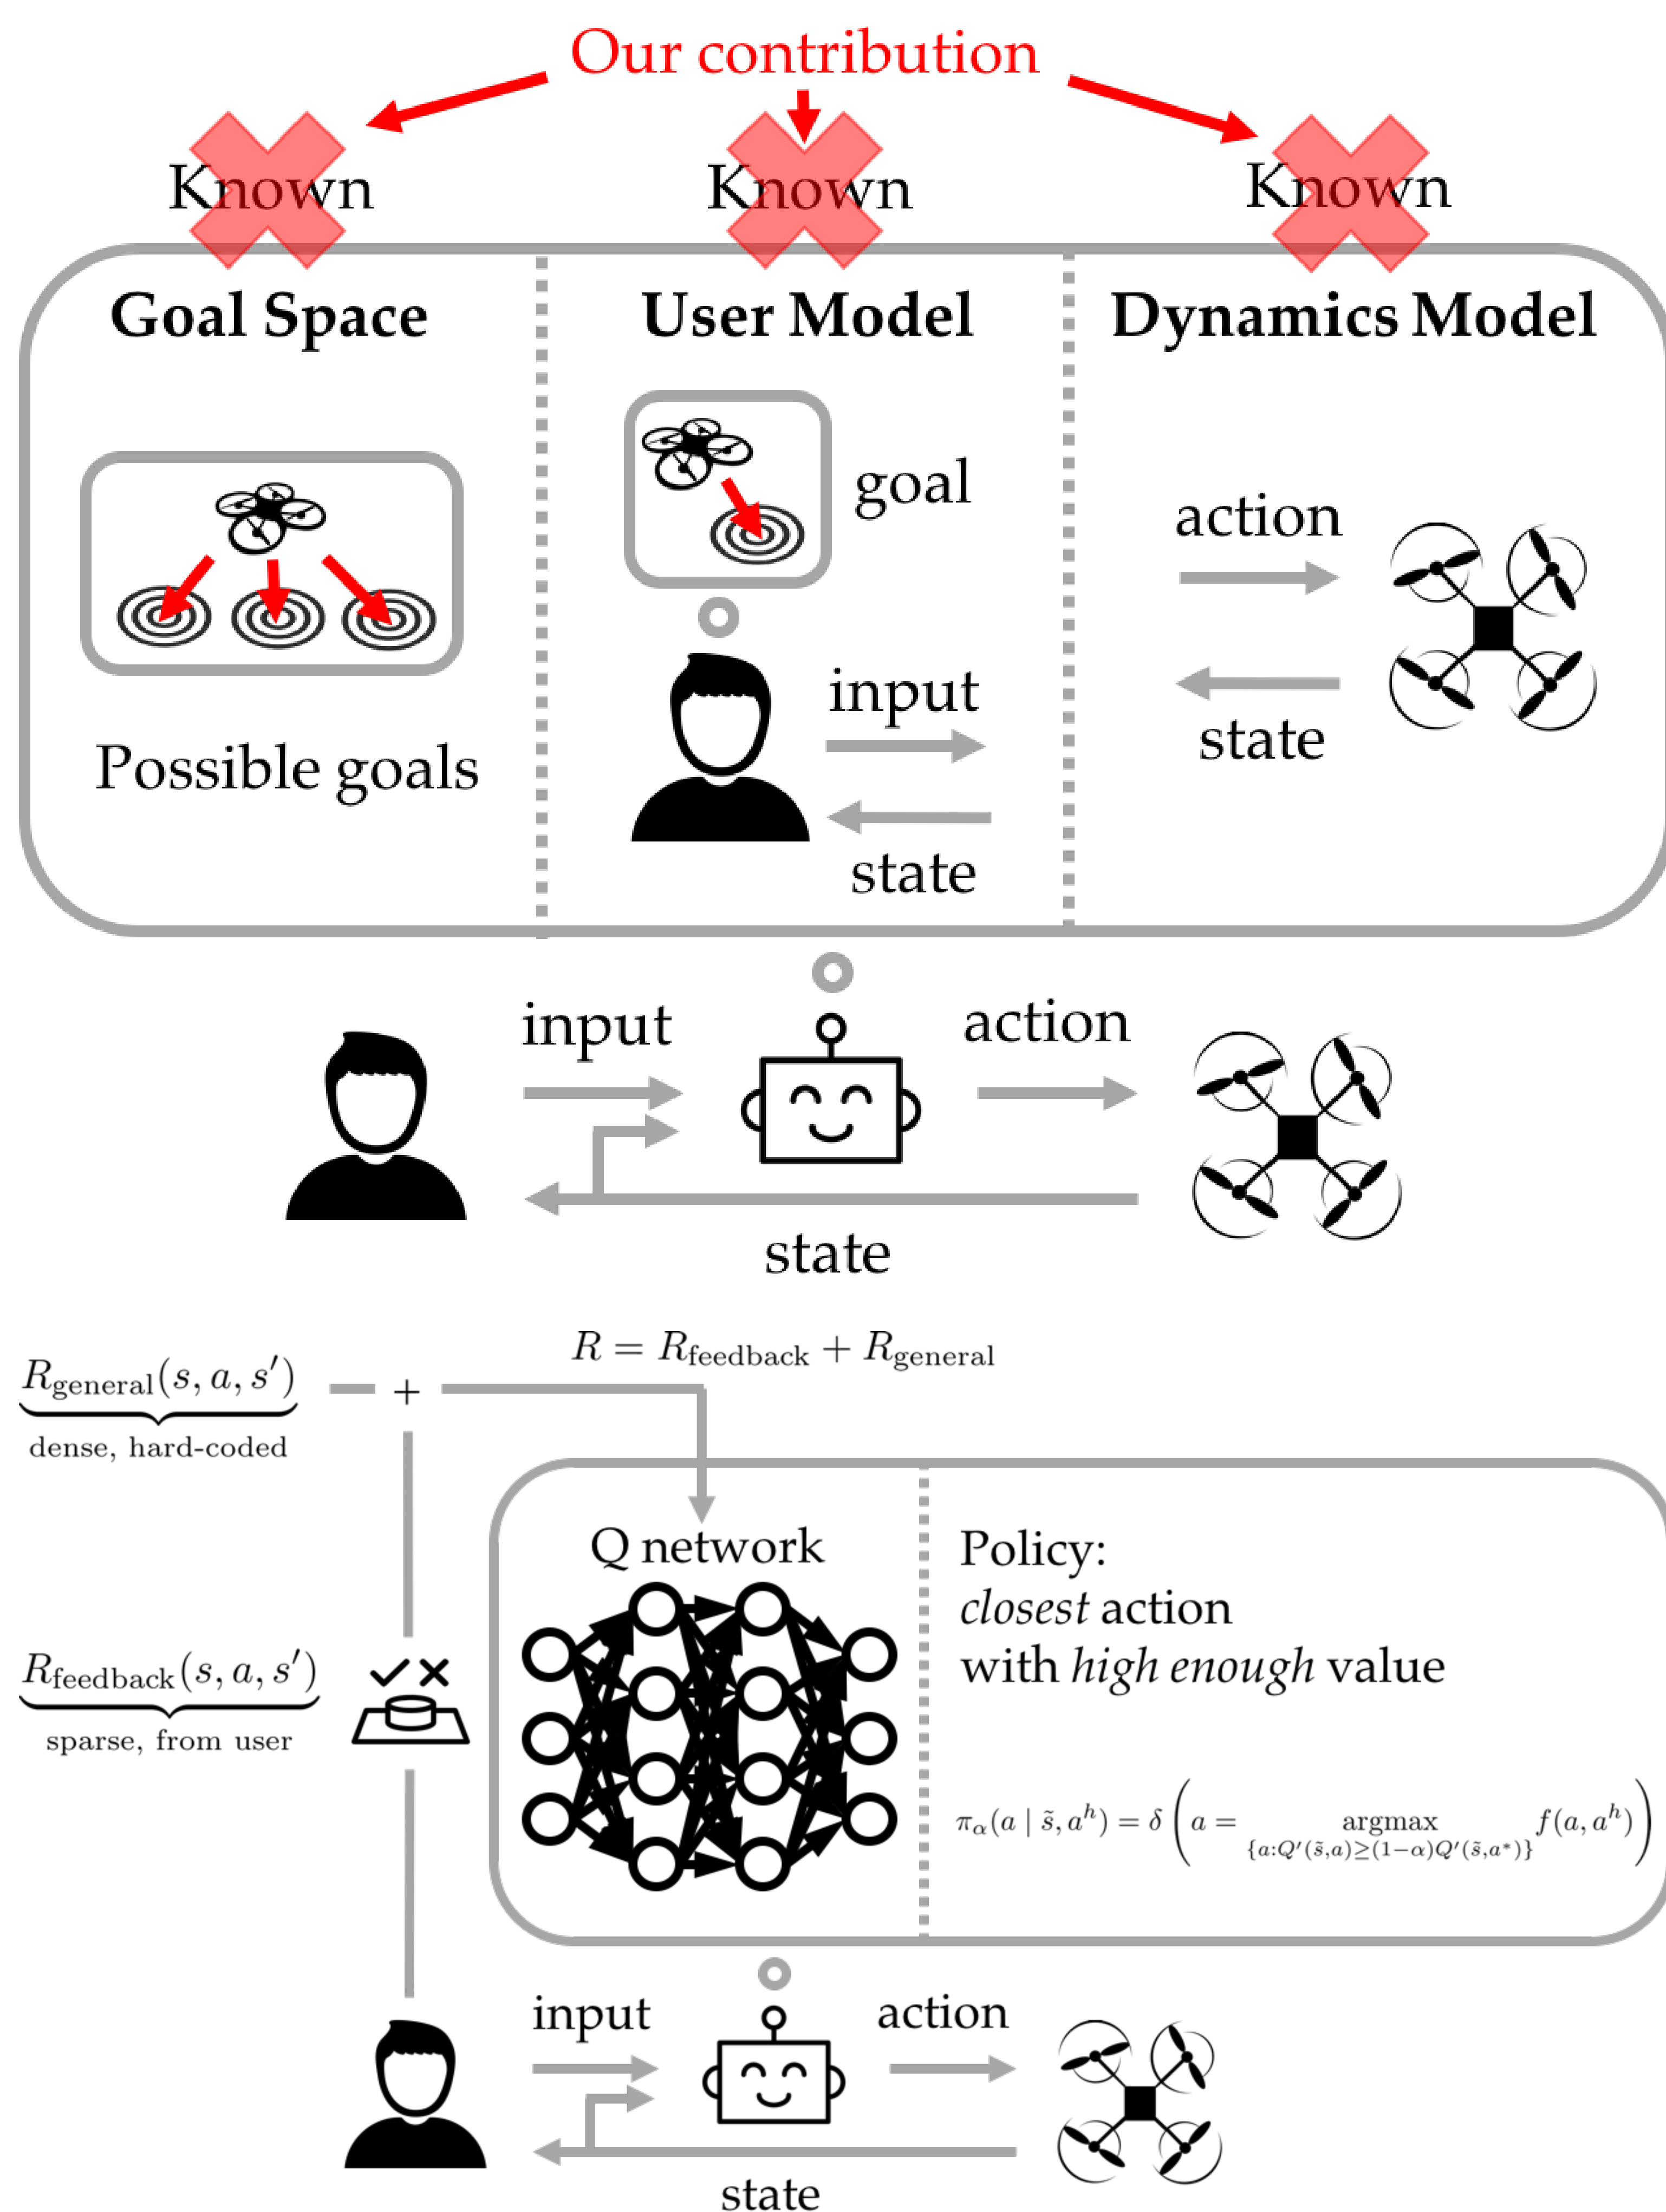 Our contribution
Known Known Known
Goal Space User Model Dynamics Model
goal
action
input
state
Possible goals
state
input action
state
R = R_feedback + R_general
R_general(s, a, s′) +
dense, hard-coded
Q network
Policy:
closest action
with high enough value
R_feedback(s, a, s′)
sparse, from user
π_α(a | s̃, a^h) = δ (a = argmax_{a:Q′(s̃,a)≥(1−α)Q′(s̃,a*)} f(a, a^h))
input action
state